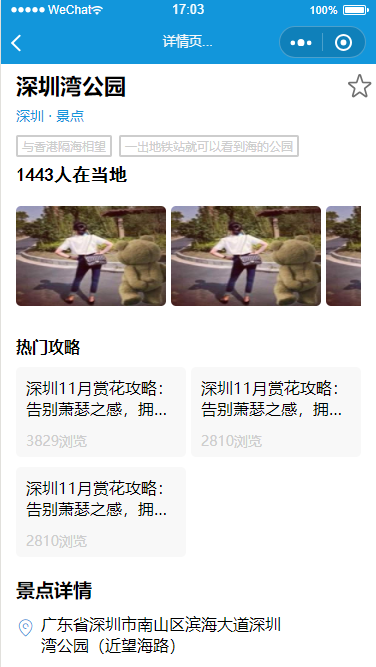 WeChat 17:03 100%
详情页...
深圳湾公园
深圳 · 景点
与香港隔海相望 一出地铁站就可以看到海的公园
1443人在当地
热门攻略
深圳11月赏花攻略：
告别萧瑟之感，拥...
3829浏览
深圳11月赏花攻略：
告别萧瑟之感，拥...
2810浏览
深圳11月赏花攻略：
告别萧瑟之感，拥...
2810浏览
景点详情
广东省深圳市南山区滨海大道深圳
湾公园（近望海路）